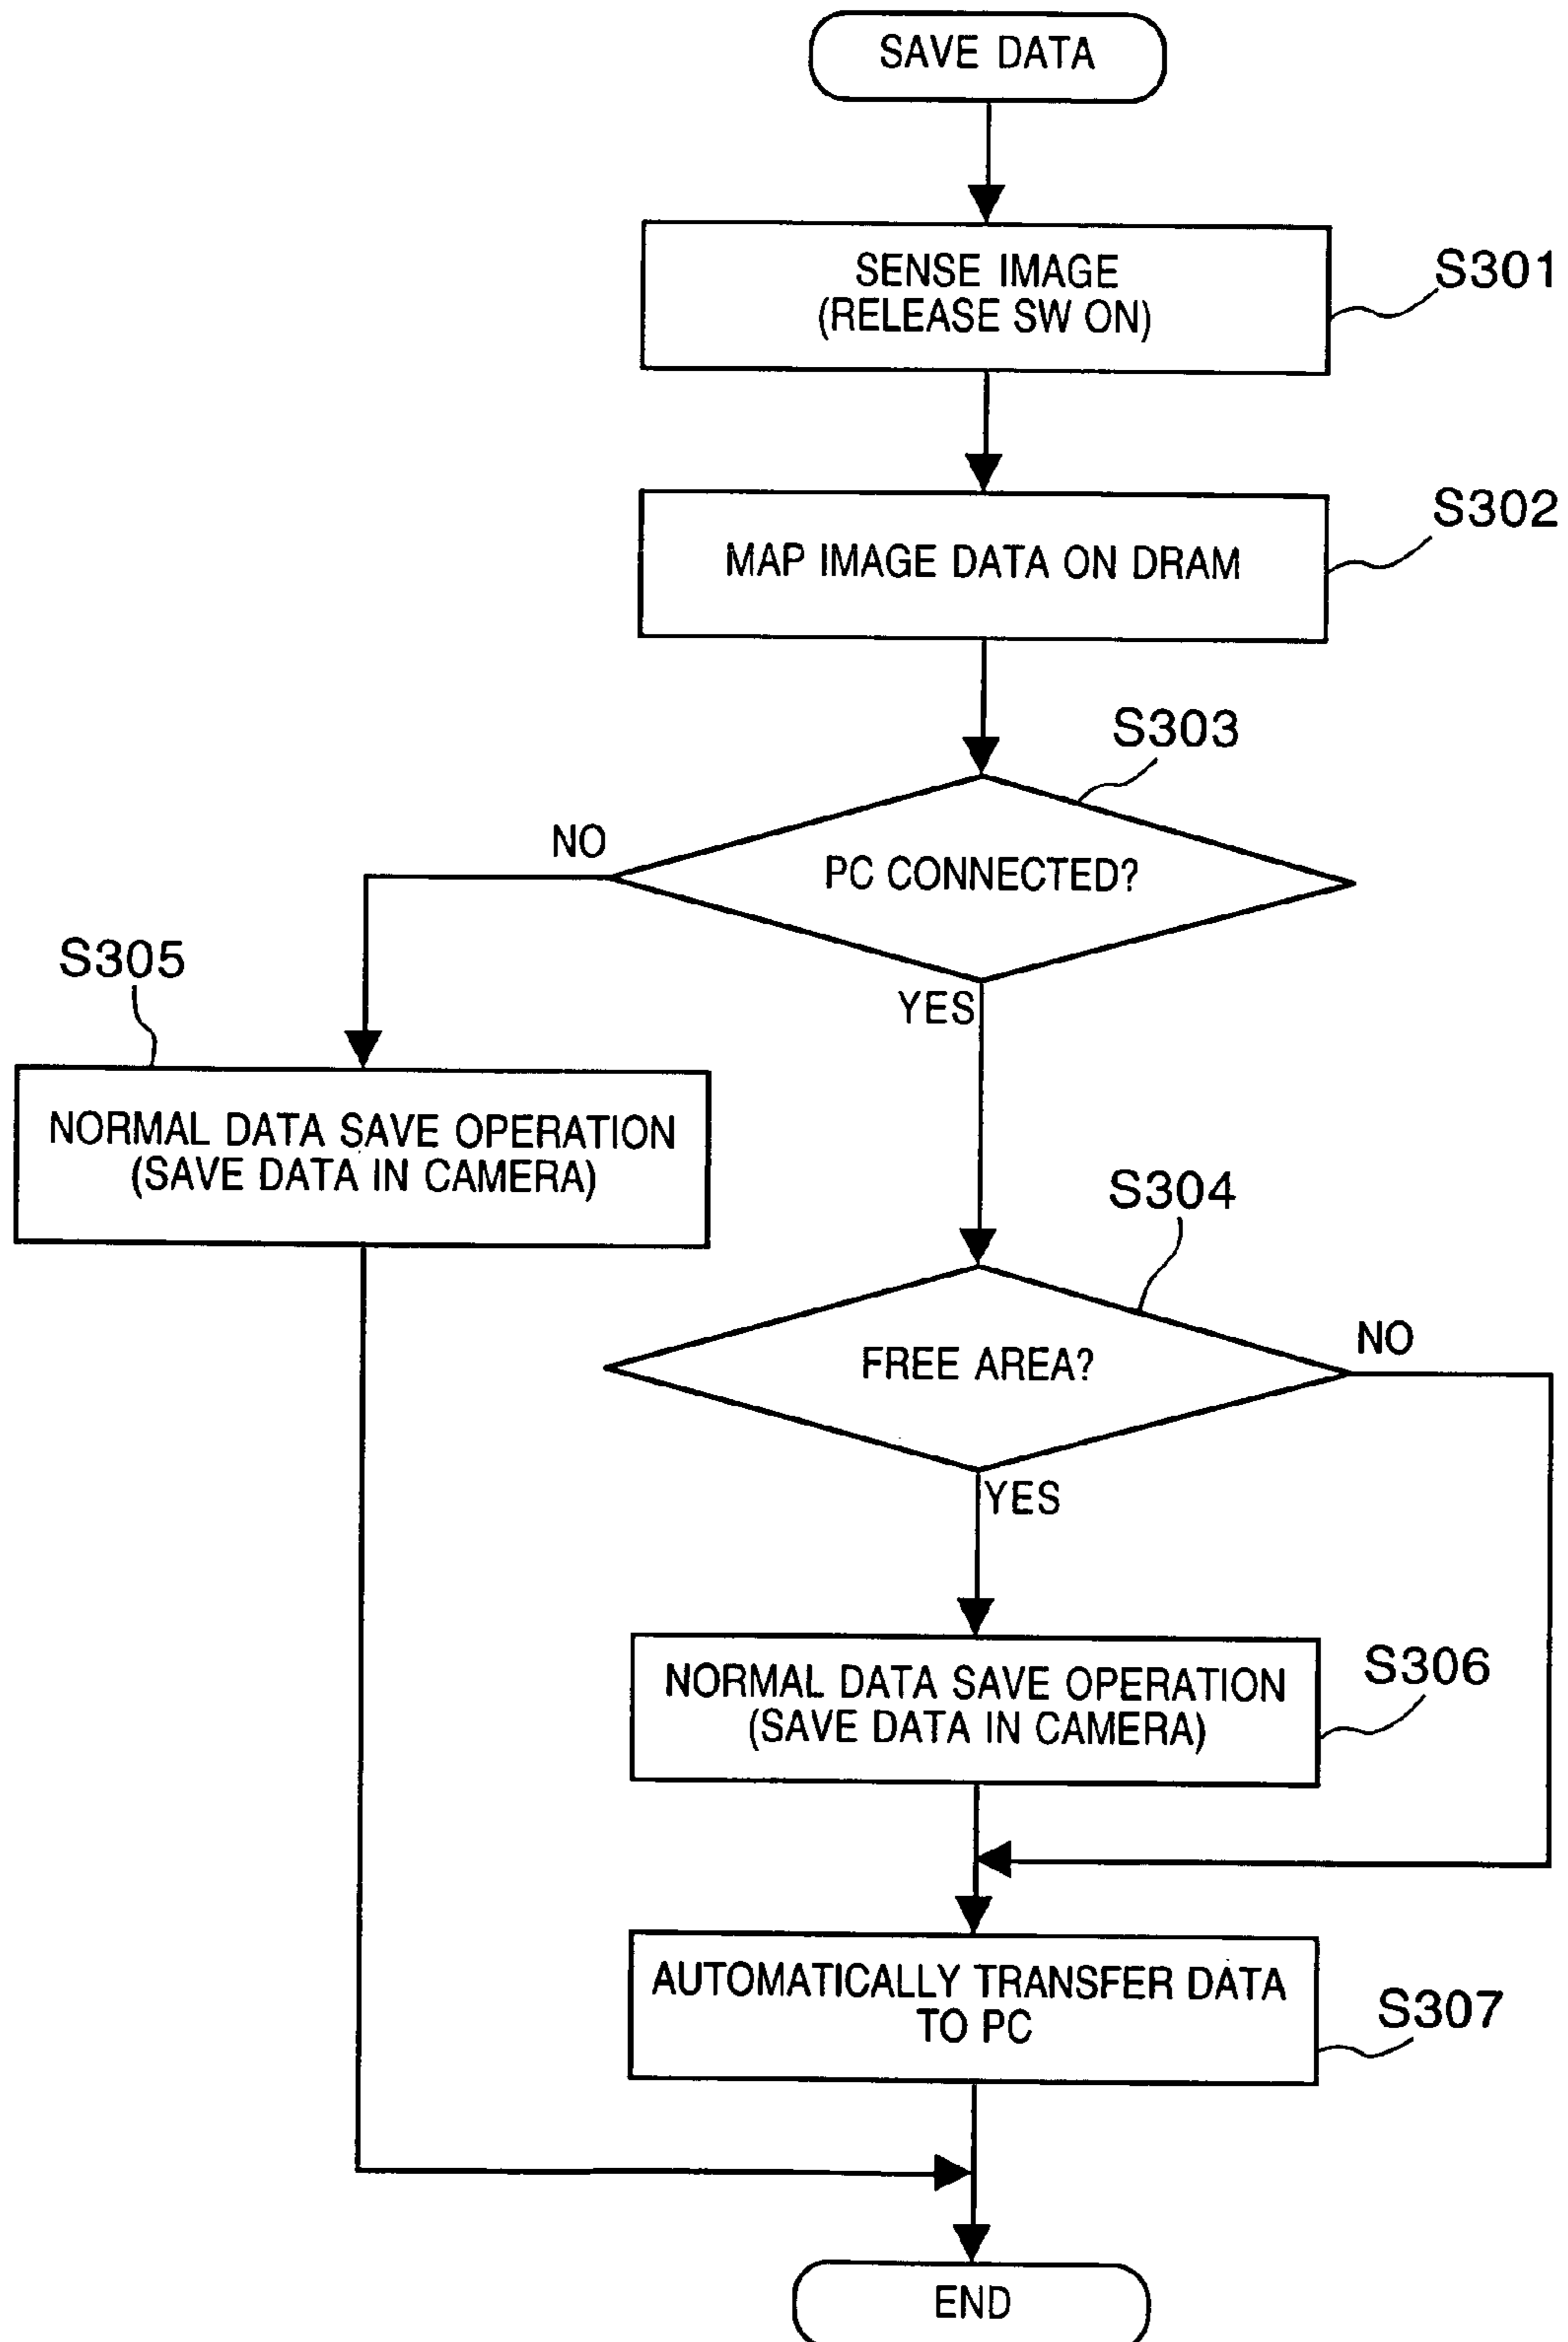 SAVE DATA
SENSE IMAGE
(RELEASE SW ON)
S301
MAP IMAGE DATA ON DRAM
S302
S303
PC CONNECTED?
NO
YES
S305
NORMAL DATA SAVE OPERATION
(SAVE DATA IN CAMERA)
S304
FREE AREA?
NO
YES
NORMAL DATA SAVE OPERATION
(SAVE DATA IN CAMERA)
S306
AUTOMATICALLY TRANSFER DATA
TO PC
S307
END